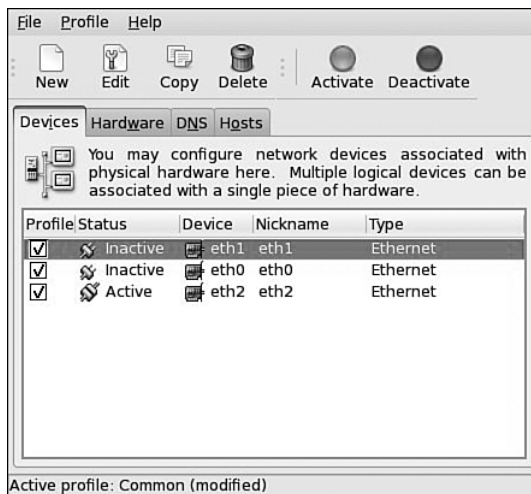 File Profile Help
New Edit Copy Delete Activate Deactivate
Devices Hardware DNS Hosts
You may configure network devices associated with
physical hardware here. Multiple logical devices can be
associated with a single piece of hardware.
Profile Status Device Nickname Type
Inactive eth1 eth1 Ethernet
Inactive eth0 eth0 Ethernet
Active eth2 eth2 Ethernet
Active profile: Common (modified)